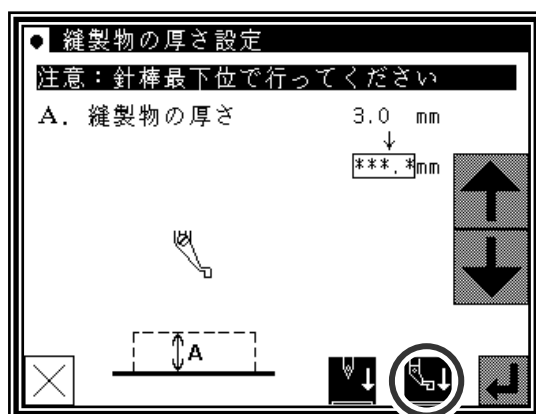 ● 縫製物の厚さ設定
注意：針棒最下位で行ってください
A. 縫製物の厚さ 3.0 mm
↓
***.*mm
A